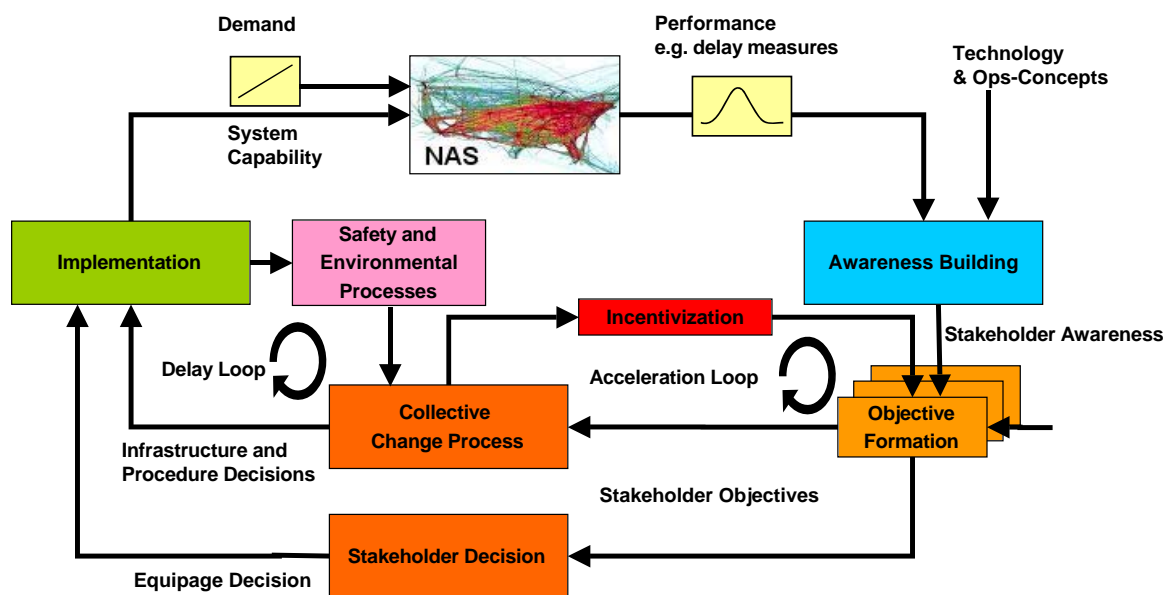 Demand
Performance
e.g. delay measures
Technology
& Ops-Concepts
System
Capability
NAS
Implementation
Safety and
Environmental
Processes
Awareness Building
Incentivization
Stakeholder Awareness
Delay Loop
Acceleration Loop
Collective
Change Process
Objective
Formation
Infrastructure and
Procedure Decisions
Stakeholder Objectives
Stakeholder Decision
Equipage Decision